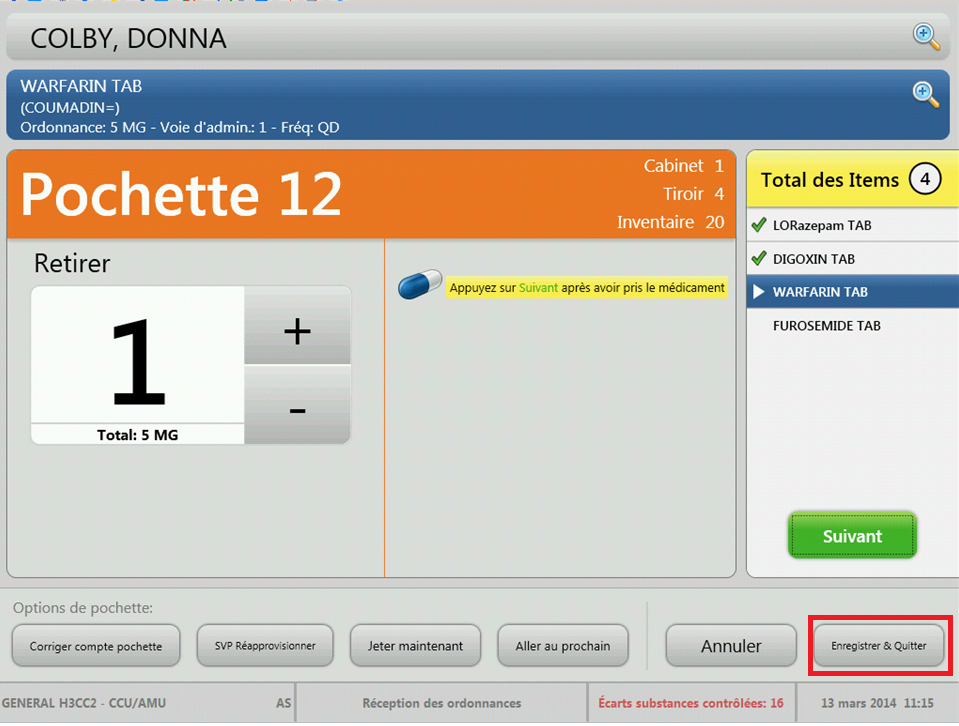 COLBY, DONNA
WARFARIN TAB
(COUMADIN=)
Ordonnance: 5 MG - Voie d'admin.: 1 - Fréq: QD
Pochette 12
Cabinet 1
Tiroir 4
Inventaire 20
Retirer
1
+
-
Total: 5 MG
Appuyez sur Suivant après avoir pris le médicament
Total des Items 4
LORazepam TAB
DIGOXIN TAB
WARFARIN TAB
FUROSEMIDE TAB
Suivant
Options de pochette:
Corriger compte pochette
SVP Réapprovisionner
Jeter maintenant
Aller au prochain
Annuler
Enregistrer & Quitter
GENERAL H3CC2 - CCU/AMU
AS
Réception des ordonnances
Écarts substances contrôlées: 16
13 mars 2014 11:15